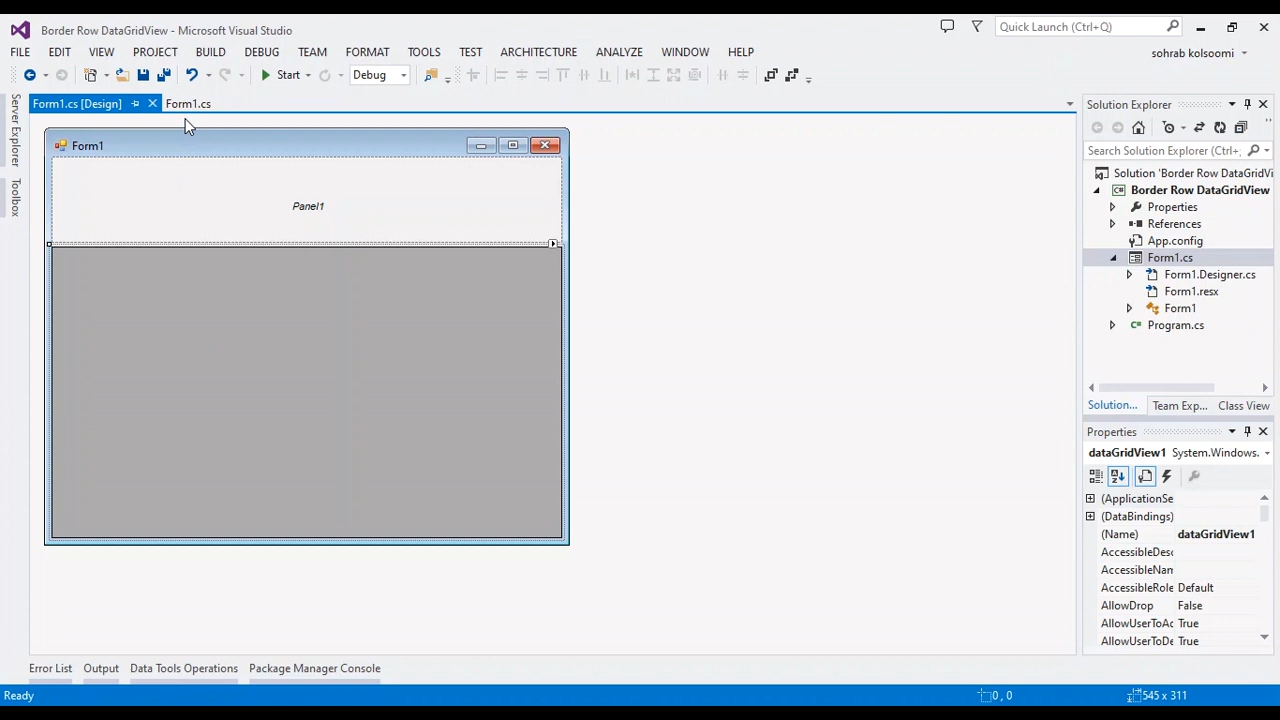 Border Row DataGridView - Microsoft Visual Studio
Quick Launch (Ctrl+Q)
FILE EDIT VIEW PROJECT BUILD DEBUG TEAM FORMAT TOOLS TEST ARCHITECTURE ANALYZE WINDOW HELP
sohrab kolsoomi
Start
Debug
Form1.cs [Design]
Form1.cs
Server Explorer
Toolbox
Form1
Panel1
Solution Explorer
Search Solution Explorer (Ctrl+;
Solution 'Border Row DataGridVi
Border Row DataGridView
Properties
References
App.config
Form1.cs
Form1.Designer.cs
Form1.resx
Form1
Program.cs
Solution... Team Exp... Class View
Properties
dataGridView1 System.Windows.
(ApplicationSe
(DataBindings)
(Name) dataGridView1
AccessibleDesc
AccessibleNam
AccessibleRole Default
AllowDrop False
AllowUserToAc True
AllowUserToDe True
Error List Output Data Tools Operations Package Manager Console
Ready
0 , 0
545 x 311